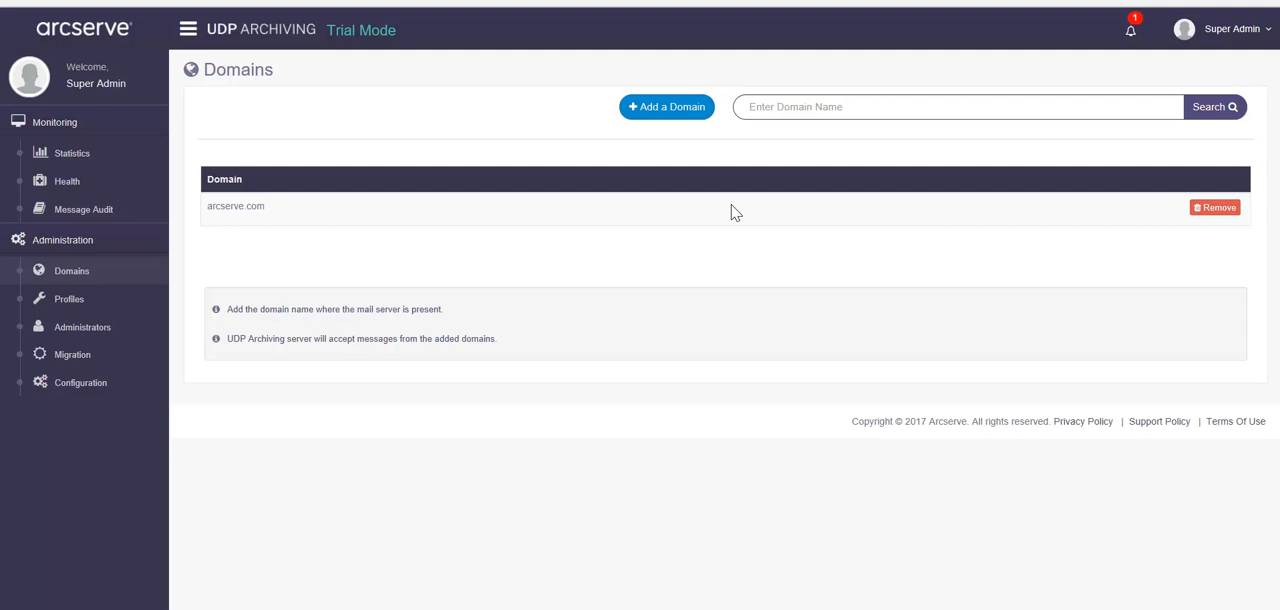 arcserve®
UDP ARCHIVING Trial Mode
1
Super Admin
Welcome,
Super Admin
Monitoring
Statistics
Health
Message Audit
Administration
Domains
Profiles
Administrators
Migration
Configuration
Domains
Add a Domain
Enter Domain Name
Search
Domain
arcserve.com
Remove
Add the domain name where the mail server is present.
UDP Archiving server will accept messages from the added domains.
Copyright © 2017 Arcserve. All rights reserved. Privacy Policy | Support Policy | Terms Of Use